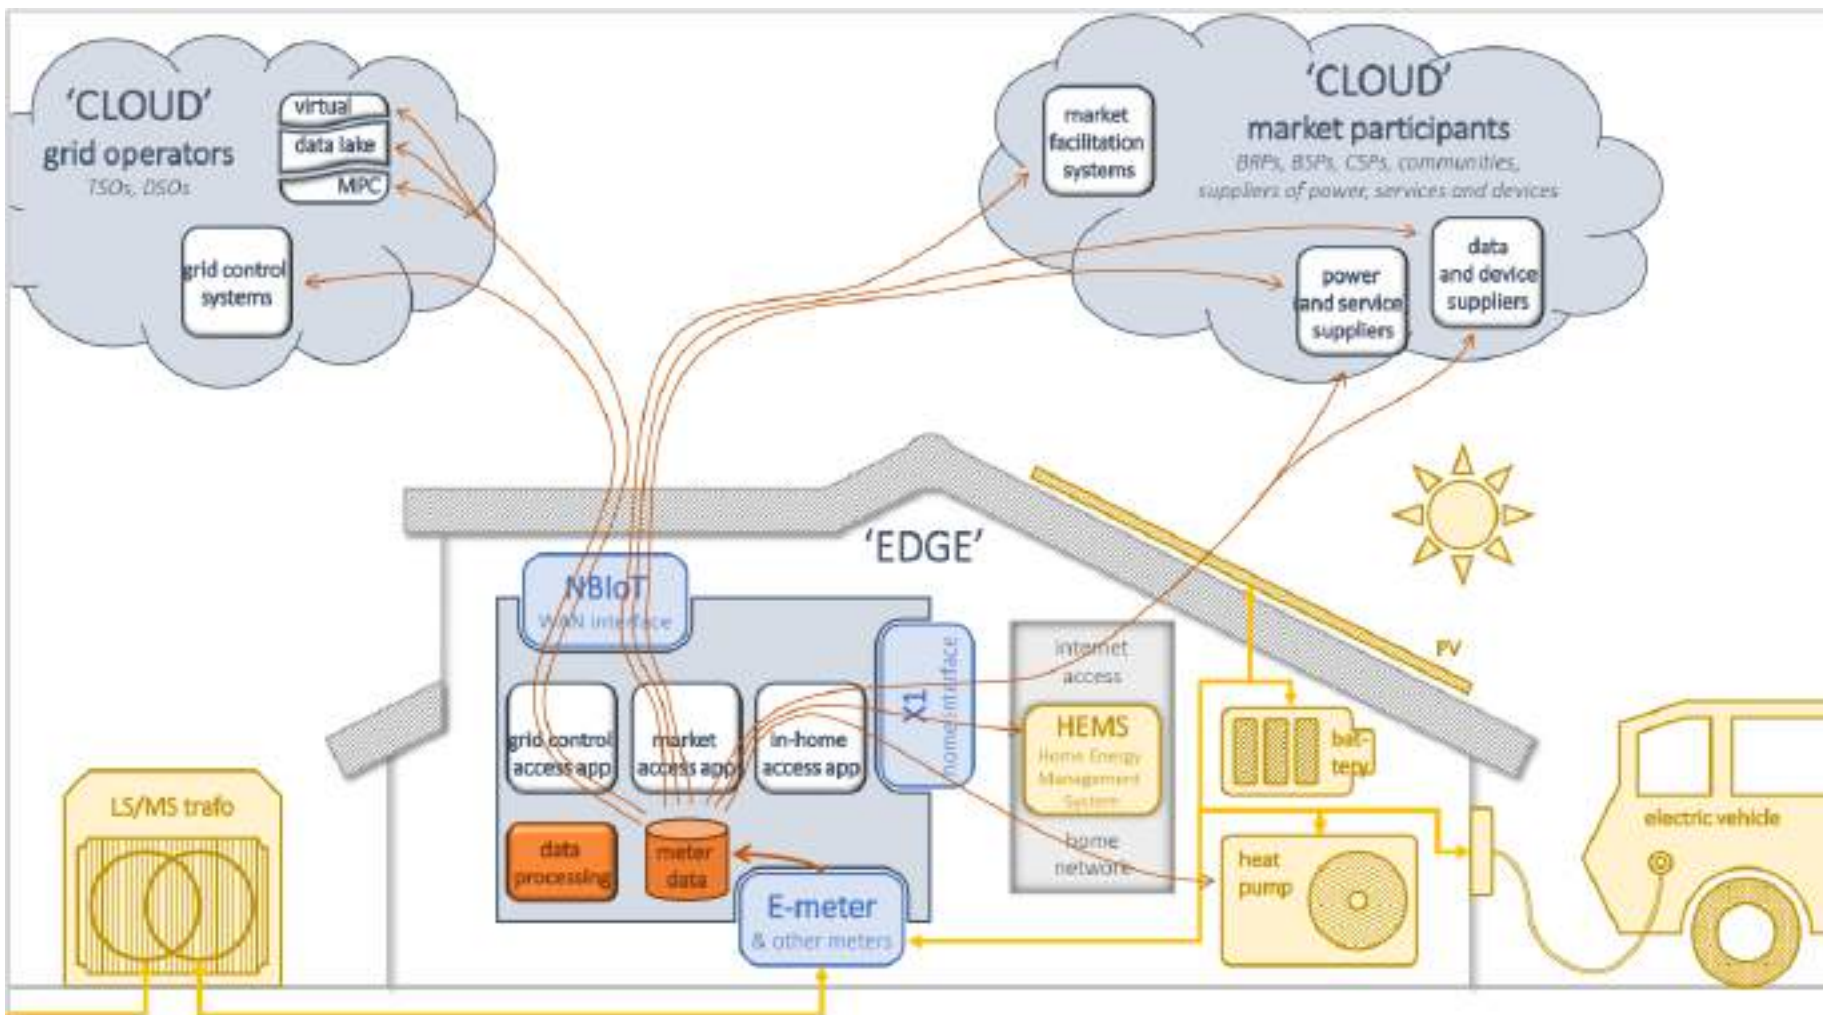 'CLOUD'
grid operators
TSOs, DSOs
virtual
data lake
MPC
grid control
systems
'CLOUD'
market participants
BRPs, BSPs, CSPs, communities,
suppliers of power, services and devices
market
facilitation
systems
data
and device
suppliers
power
and service
suppliers
'EDGE'
NBIoT
WAN interface
X1
home interface
grid control
access app
market
access apps
in-home
access app
data
processing
meter
data
E-meter
& other meters
internet
access
HEMS
Home Energy
Management
System
home
network
PV
bat-
tery
heat
pump
electric vehicle
LS/MS trafo